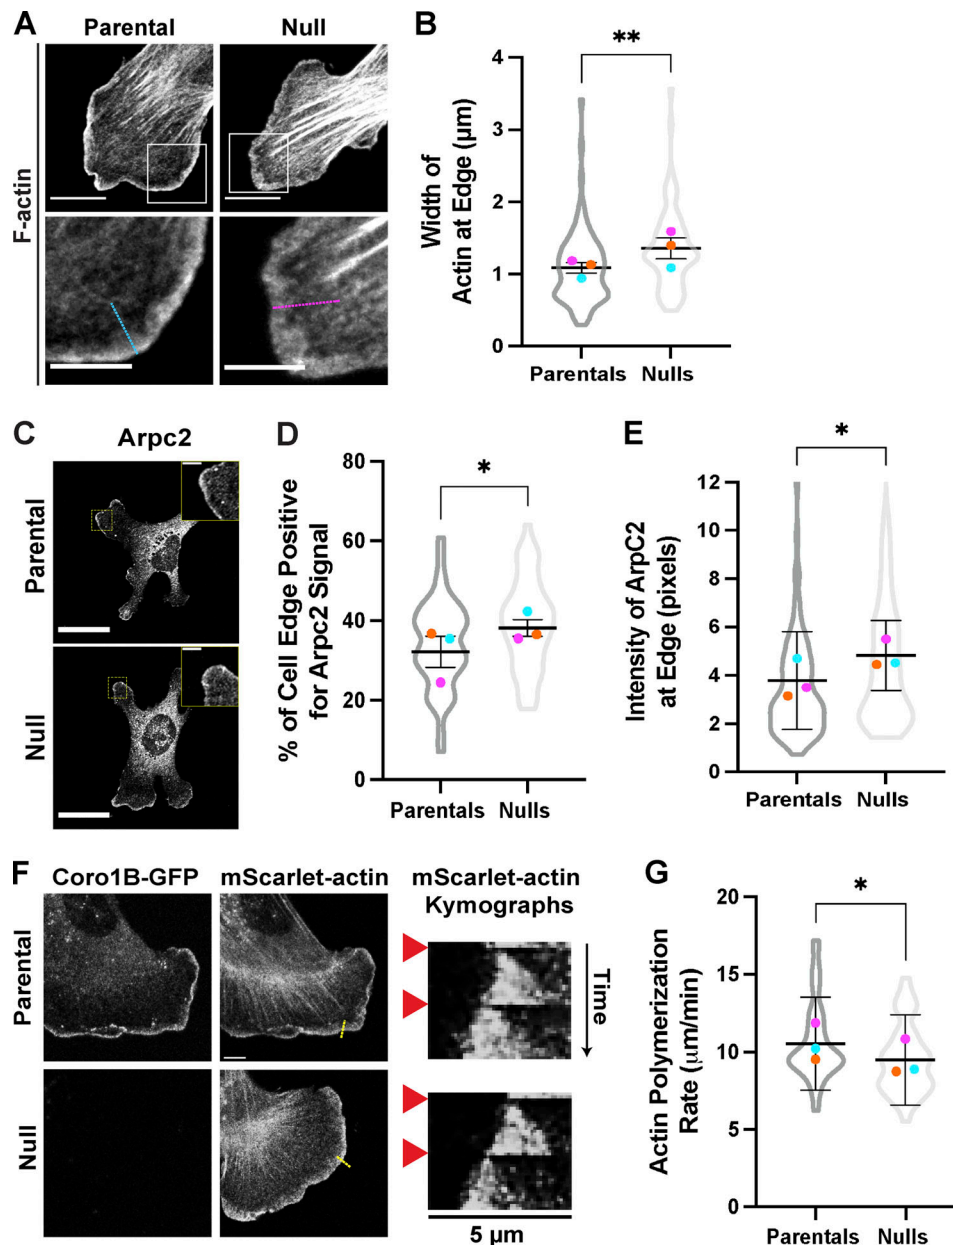 A
Parental
Null
F-actin
B
**
Width of
Actin at Edge (µm)
4
3
2
1
0
Parentals
Nulls
C
Arpc2
Parental
Null
D
*
% of Cell Edge Positive
for Arpc2 Signal
80
60
40
20
0
Parentals
Nulls
E
*
Intensity of ArpC2
at Edge (pixels)
12
10
8
6
4
2
0
Parentals
Nulls
F
Coro1B-GFP
mScarlet-actin
mScarlet-actin
Kymographs
Parental
Null
Time
5 µm
G
*
Actin Polymerization
Rate (µm/min)
20
15
10
5
0
Parentals
Nulls